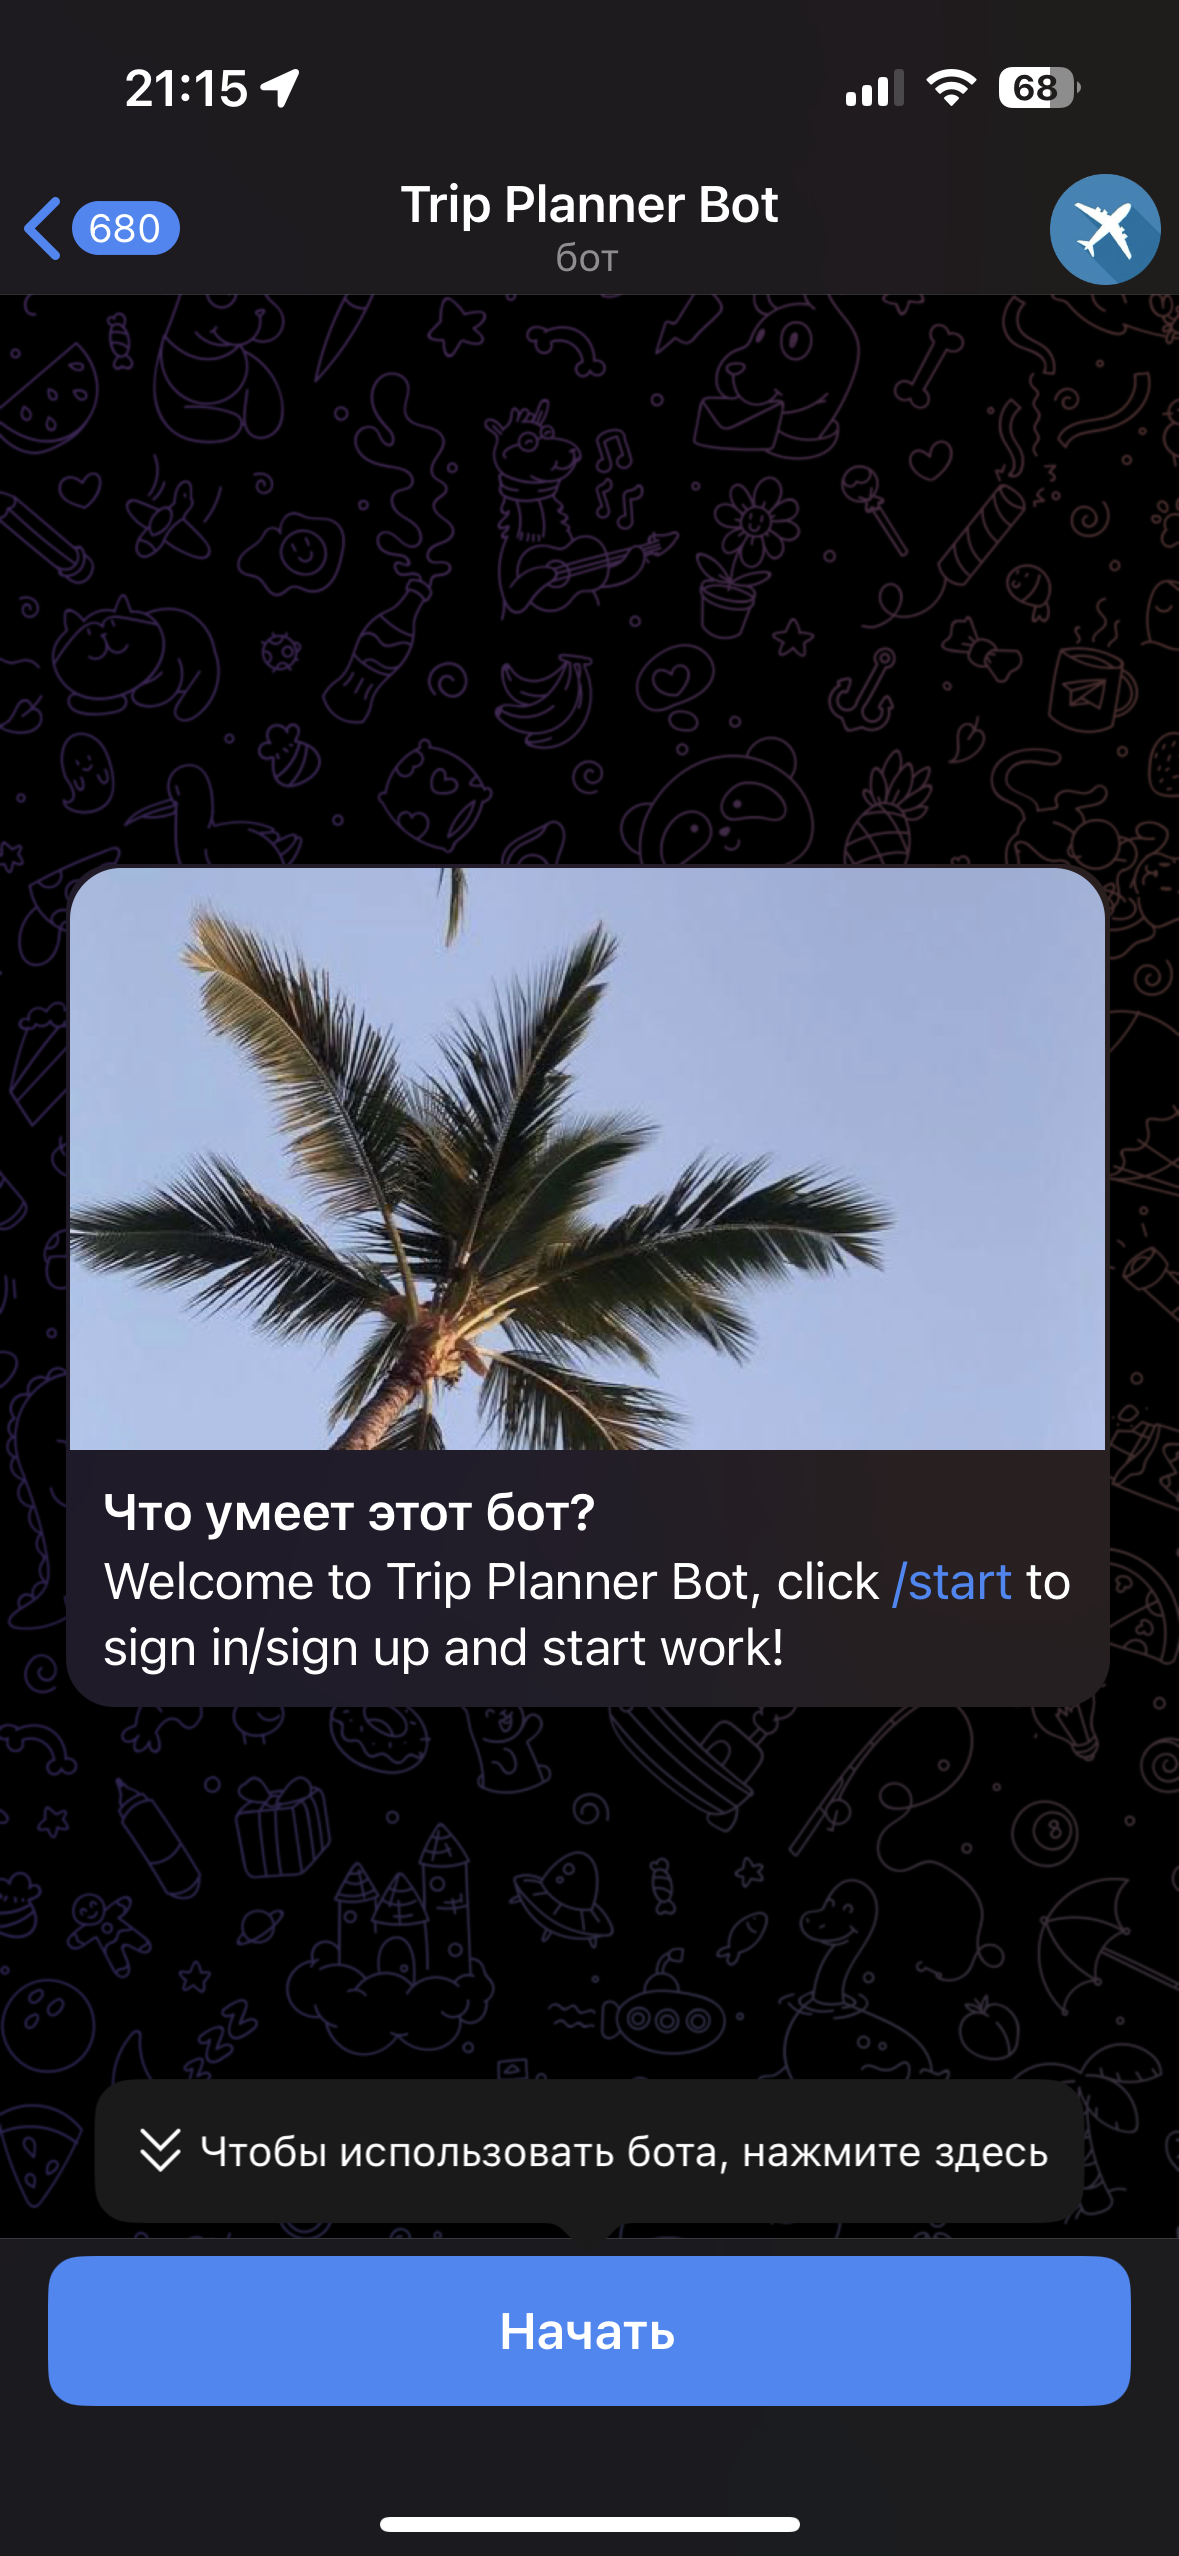 21:15
68
680
Trip Planner Bot
бот
Что умеет этот бот?
Welcome to Trip Planner Bot, click /start to
sign in/sign up and start work!
Чтобы использовать бота, нажмите здесь
Начать